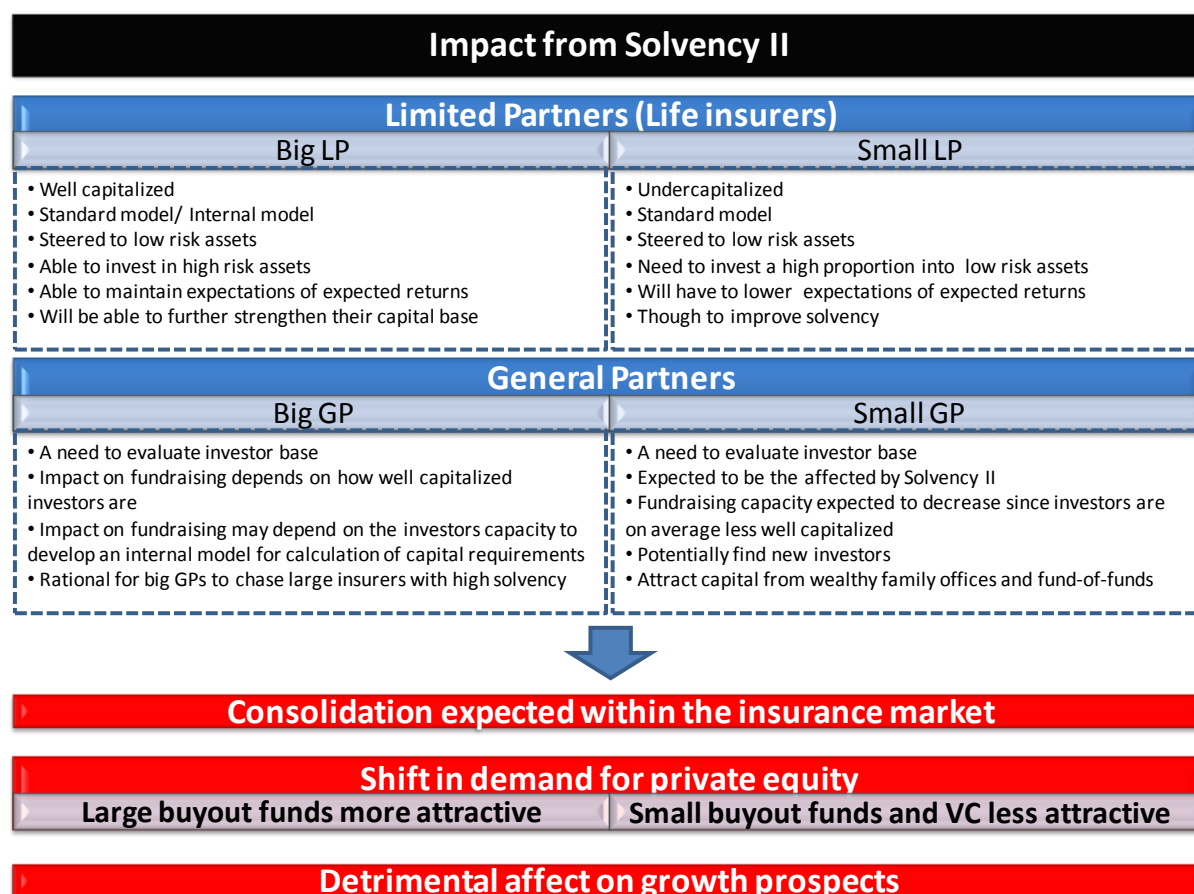 Impact from Solvency II
Limited Partners (Life insurers)
Big LP
Small LP
• Well capitalized
• Standard model/ Internal model
• Steered to low risk assets
• Able to invest in high risk assets
• Able to maintain expectations of expected returns
• Will be able to further strengthen their capital base
• Undercapitalized
• Standard model
• Steered to low risk assets
• Need to invest a high proportion into low risk assets
• Will have to lower expectations of expected returns
• Though to improve solvency
General Partners
Big GP
Small GP
• A need to evaluate investor base
• Impact on fundraising depends on how well capitalized
investors are
• Impact on fundraising may depend on the investors capacity to
develop an internal model for calculation of capital requirements
• Rational for big GPs to chase large insurers with high solvency
• A need to evaluate investor base
• Expected to be the affected by Solvency II
• Fundraising capacity expected to decrease since investors are
on average less well capitalized
• Potentially find new investors
• Attract capital from wealthy family offices and fund-of-funds
Consolidation expected within the insurance market
Shift in demand for private equity
Large buyout funds more attractive
Small buyout funds and VC less attractive
Detrimental affect on growth prospects